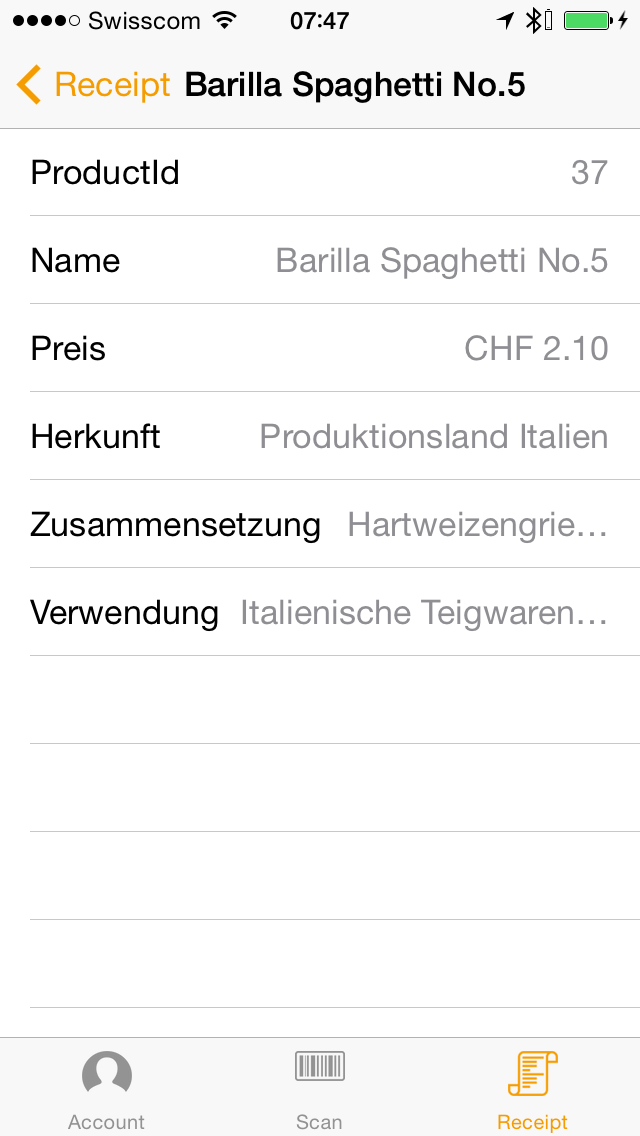 Swisscom 07:47
Receipt Barilla Spaghetti No.5
ProductId 37
Name Barilla Spaghetti No.5
Preis CHF 2.10
Herkunft Produktionsland Italien
Zusammensetzung Hartweizengrie...
Verwendung Italienische Teigwaren...
Account Scan Receipt